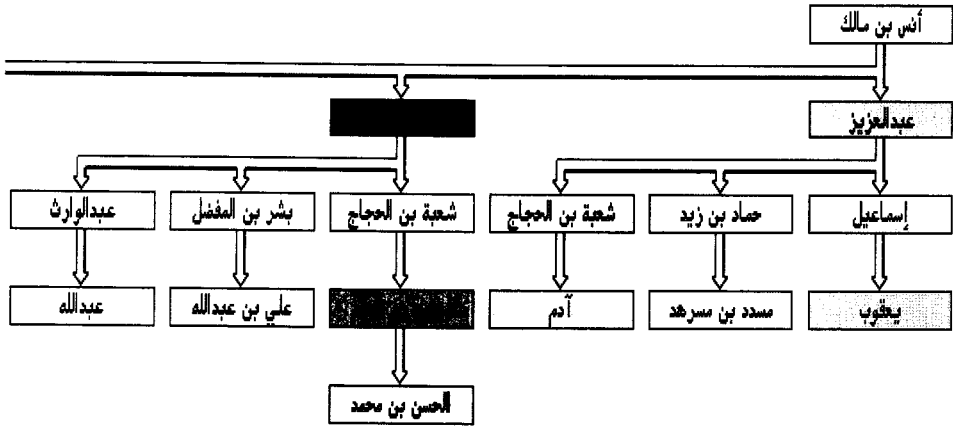 أنس بن مالك
عبدالعزيز
إسماعيل
حماد بن زيد
شعبة بن الحجاج
شعبة بن الحجاج
بشر بن المفضل
عبدالوارث
يعقوب
مسدد بن مسرهد
آدم
علي بن عبدالله
عبدالله
الحسن بن محمد